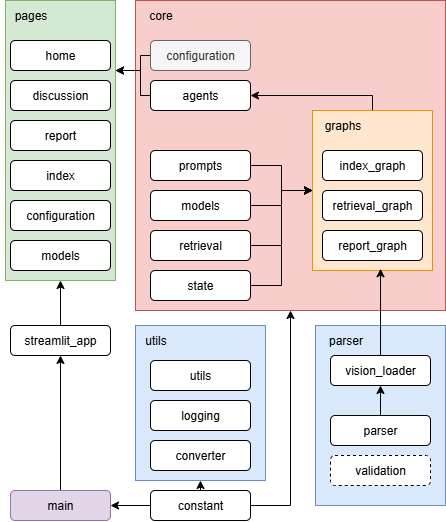 pages
home
discussion
report
index
configuration
models
core
configuration
agents
prompts
models
retrieval
state
graphs
index_graph
retrieval_graph
report_graph
streamlit_app
utils
utils
logging
converter
parser
vision_loader
parser
validation
main
constant